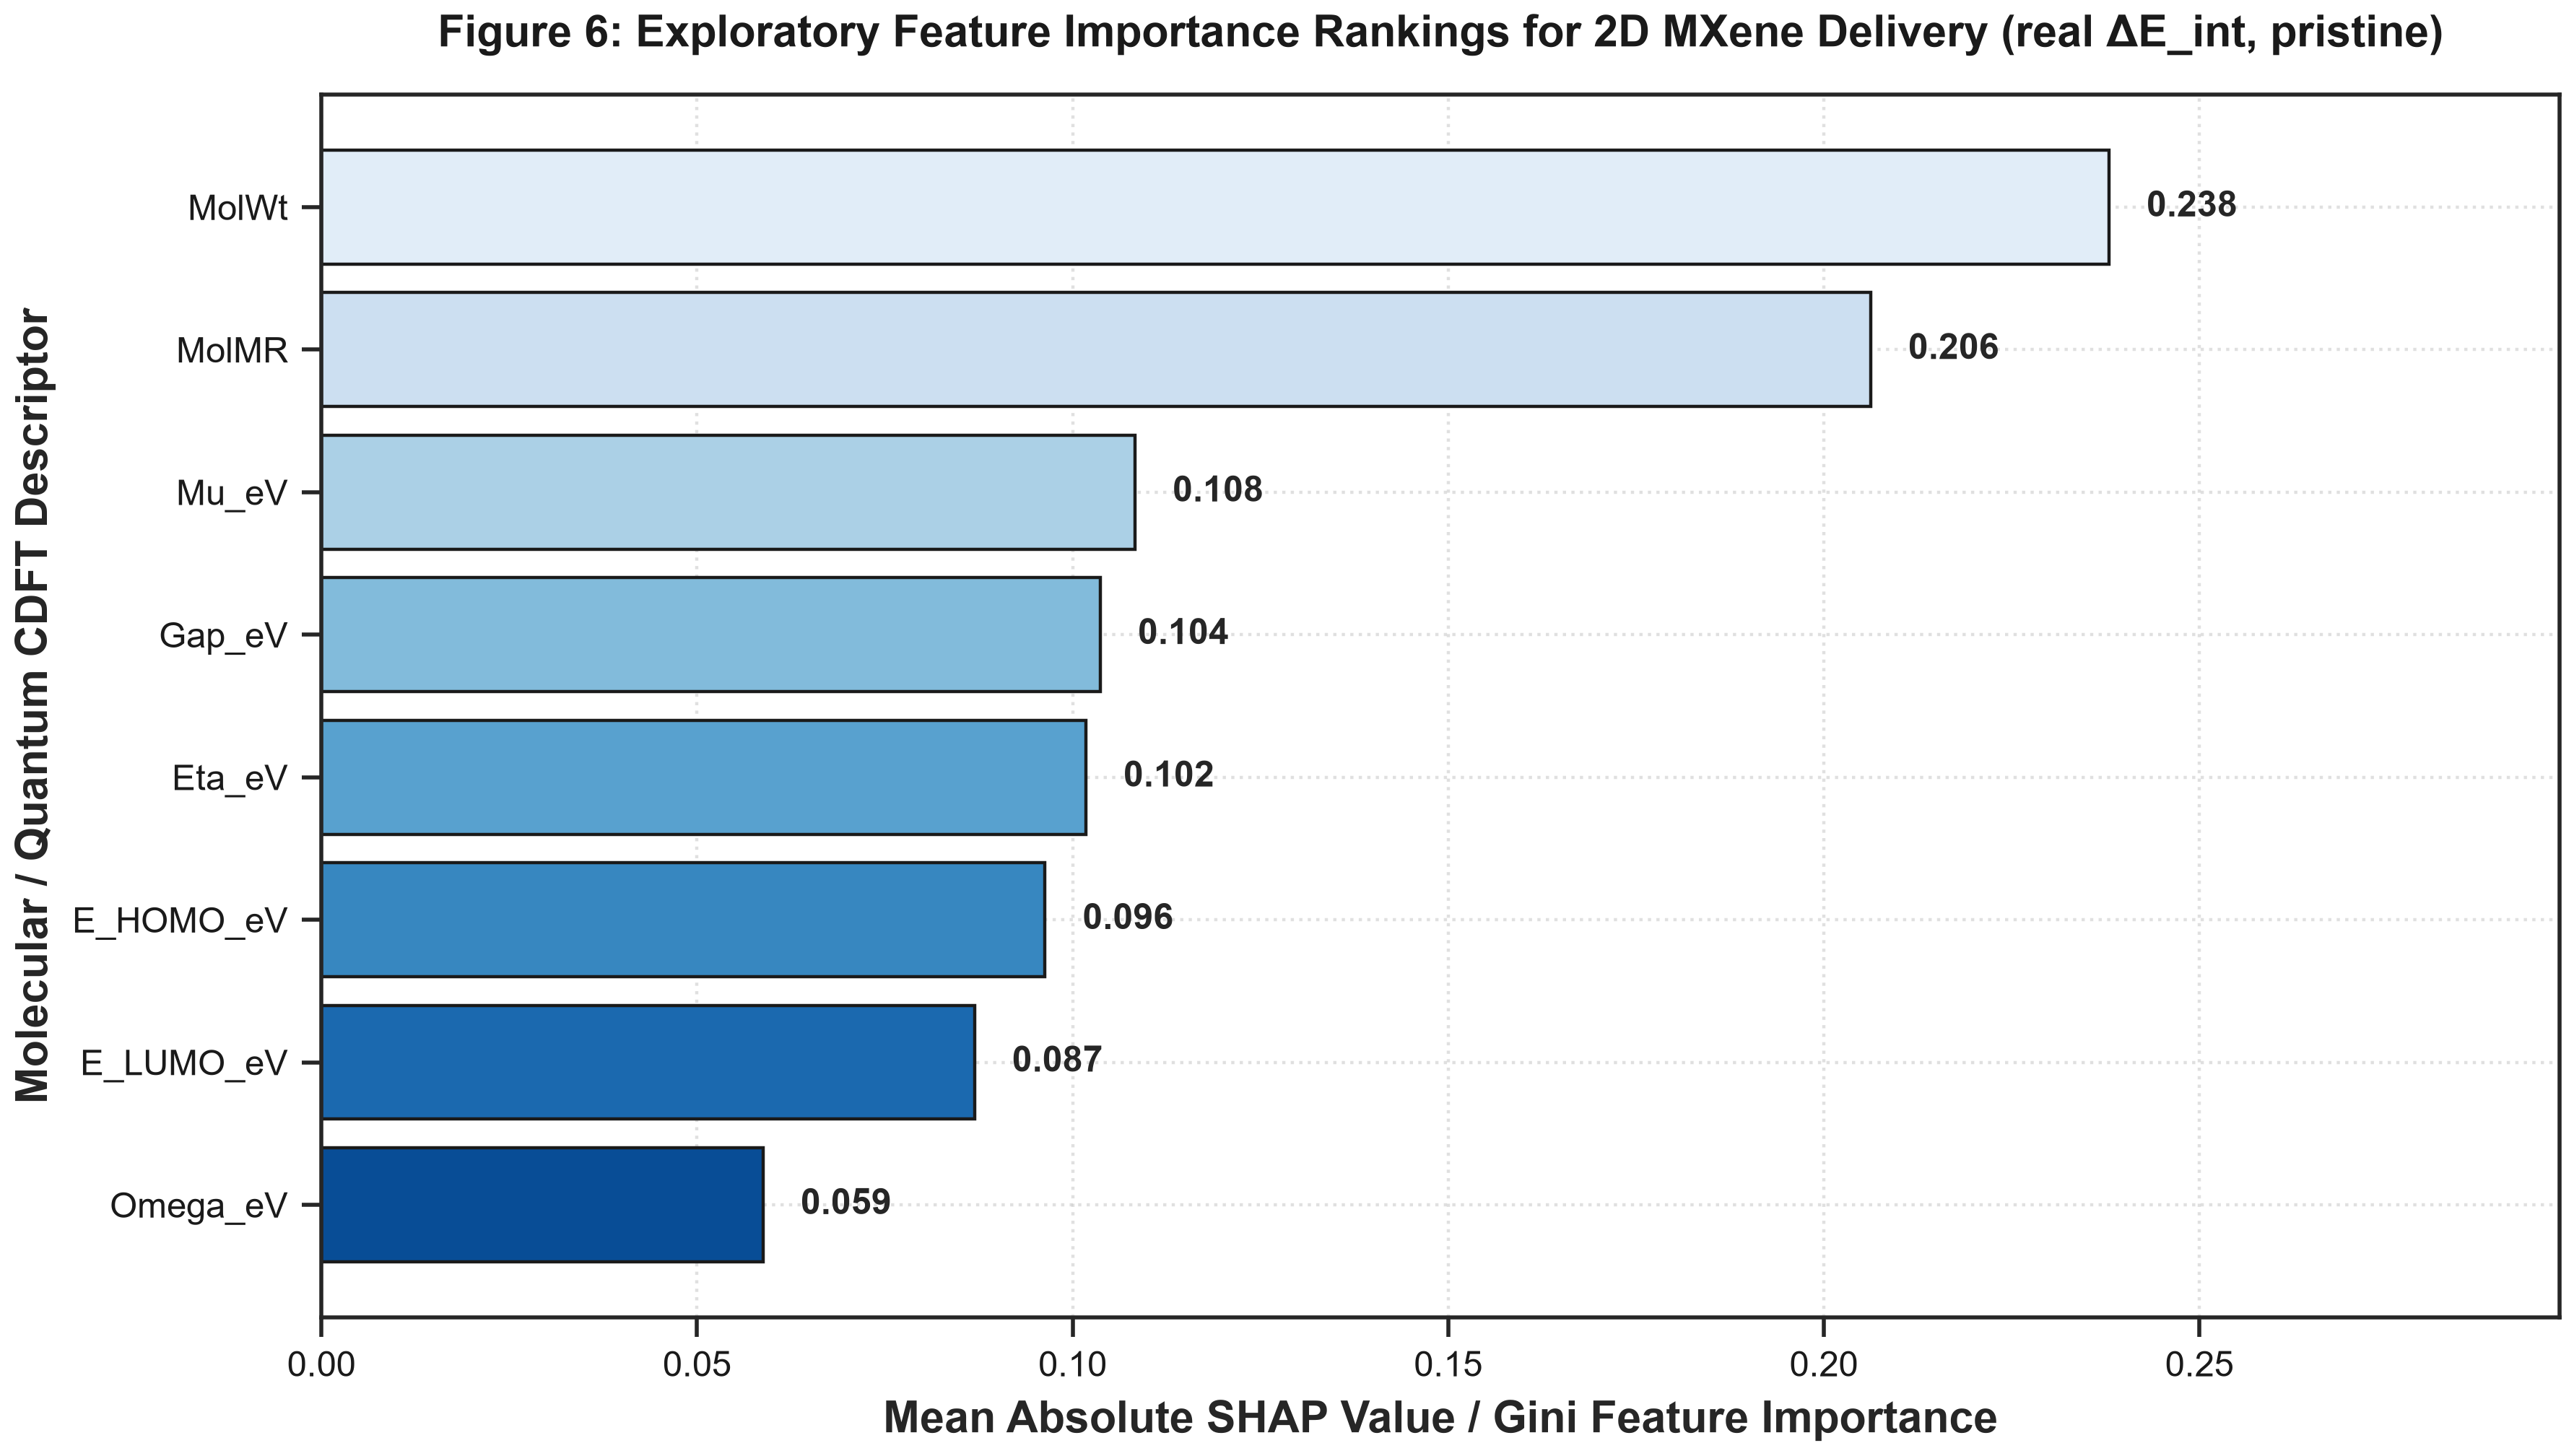 Figure 6: Exploratory Feature Importance Rankings for 2D MXene Delivery (real ΔE_int, pristine)
Molecular / Quantum CDFT Descriptor
MolWt
0.238
MolMR
0.206
Mu_eV
0.108
Gap_eV
0.104
Eta_eV
0.102
E_HOMO_eV
0.096
E_LUMO_eV
0.087
Omega_eV
0.059
0.00 0.05 0.10 0.15 0.20 0.25
Mean Absolute SHAP Value / Gini Feature Importance